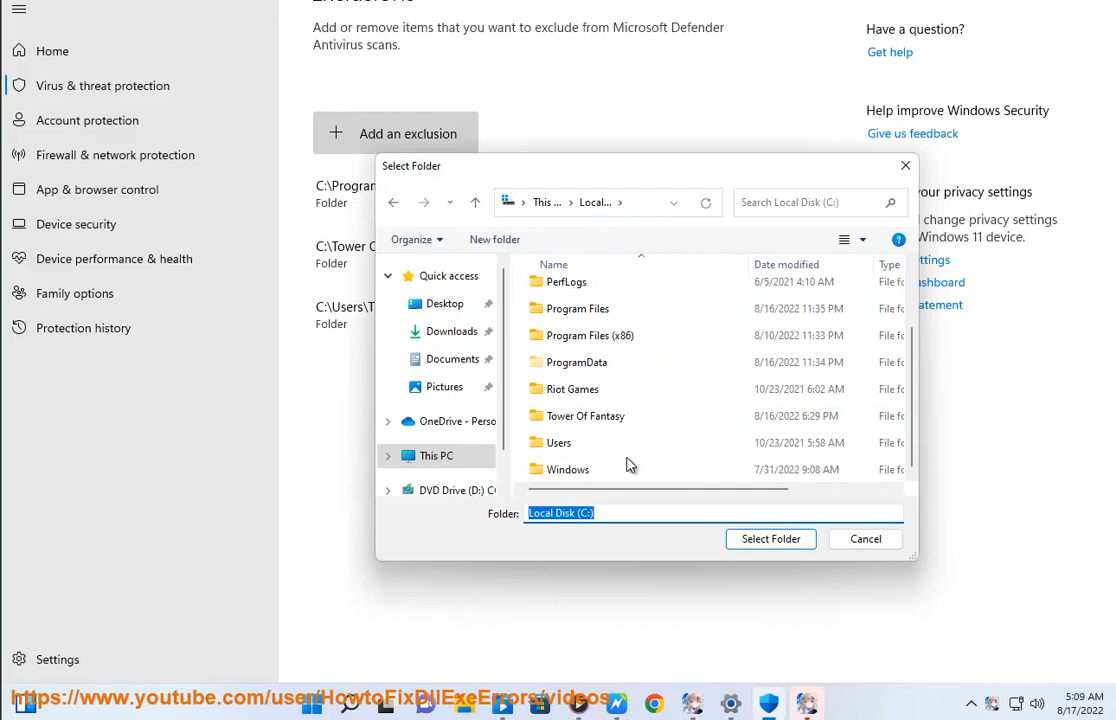 Add or remove items that you want to exclude from Microsoft Defender
Antivirus scans.
Add an exclusion
Home
Virus & threat protection
Account protection
Firewall & network protection
App & browser control
Device security
Device performance & health
Family options
Protection history
Settings
Have a question?
Get help
Help improve Windows Security
Give us feedback
your privacy settings
change privacy settings
Windows 11 device.
C:\Program
Folder
C:\Tower
Folder
C:\Users\T
Folder
Select Folder
This ... > Local... >
Search Local Disk (C:)
Organize
New folder
Quick access
Desktop
Downloads
Documents
Pictures
OneDrive - Perso
This PC
DVD Drive (D:)
Name Date modified Type
PerfLogs 6/5/2021 4:10 AM File fo
Program Files 8/16/2022 11:35 PM File fo
Program Files (x86) 8/10/2022 11:33 PM File fo
ProgramData 8/16/2022 11:34 PM File fo
Riot Games 10/23/2021 6:02 AM File fo
Tower Of Fantasy 8/16/2022 6:29 PM File fo
Users 10/23/2021 5:58 AM File fo
Windows 7/31/2022 9:08 AM File fo
Folder: Local Disk (C:)
Select Folder
Cancel
https://www.youtube.com/user/HowtoFixDllExeErrors/videos
5:09 AM
8/17/2022